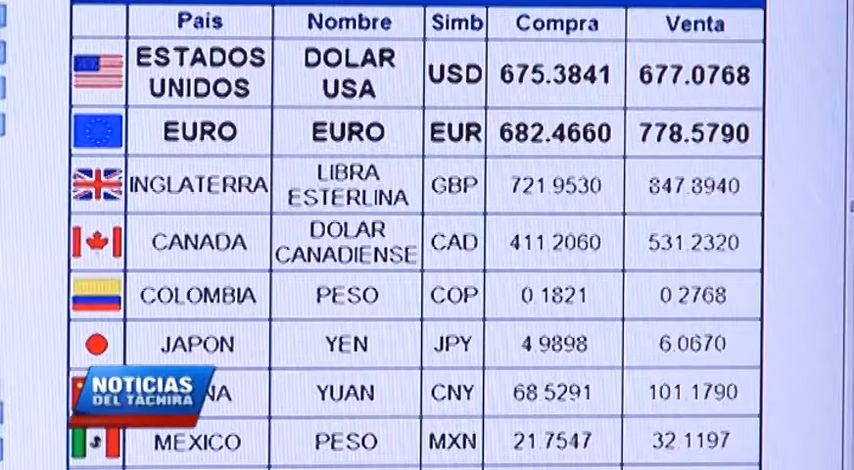 Pais Nombre Simb Compra Venta
ESTADOS UNIDOS DOLAR USA USD 675.3841 677.0768
EURO EURO EUR 682.4660 778.5790
INGLATERRA LIBRA ESTERLINA GBP 721.9530 847.8940
CANADA DOLAR CANADIENSE CAD 411.2060 531.2320
COLOMBIA PESO COP 0.1821 0.2768
JAPON YEN JPY 4.9898 6.0670
NA YUAN CNY 68.5291 101.1790
MEXICO PESO MXN 21.7547 32.1197
NOTICIAS
DEL TÁCHIRA